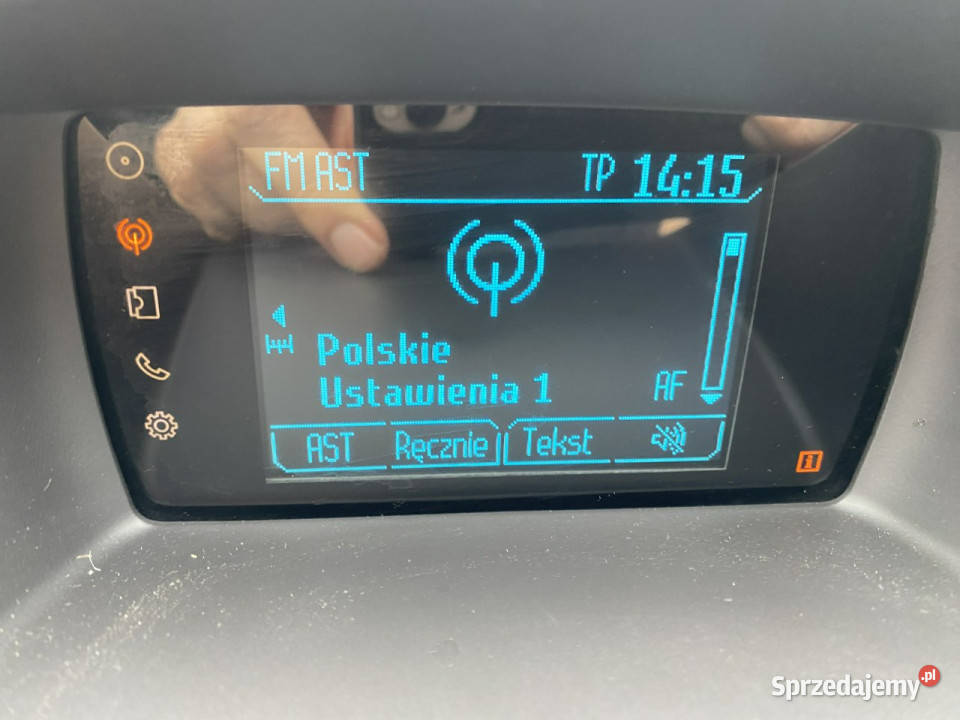 FM AST TP 14:15
Polskie
Ustawienia 1 AF
AST Ręcznie Tekst
Sprzedajemy.pl